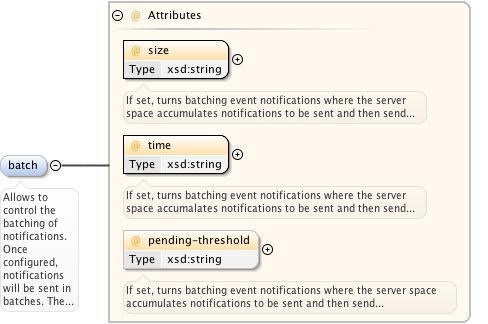 @ Attributes
@ size
Type xsd:string
If set, turns batching event notifications where the server
space accumulates notifications to be sent and then send...
@ time
Type xsd:string
If set, turns batching event notifications where the server
space accumulates notifications to be sent and then send...
batch
Allows to
control the
batching of
notifications.
Once
configured,
notifications
will be sent in
batches. The...
@ pending-threshold
Type xsd:string
If set, turns batching event notifications where the server space
accumulates notifications to be sent and then send...